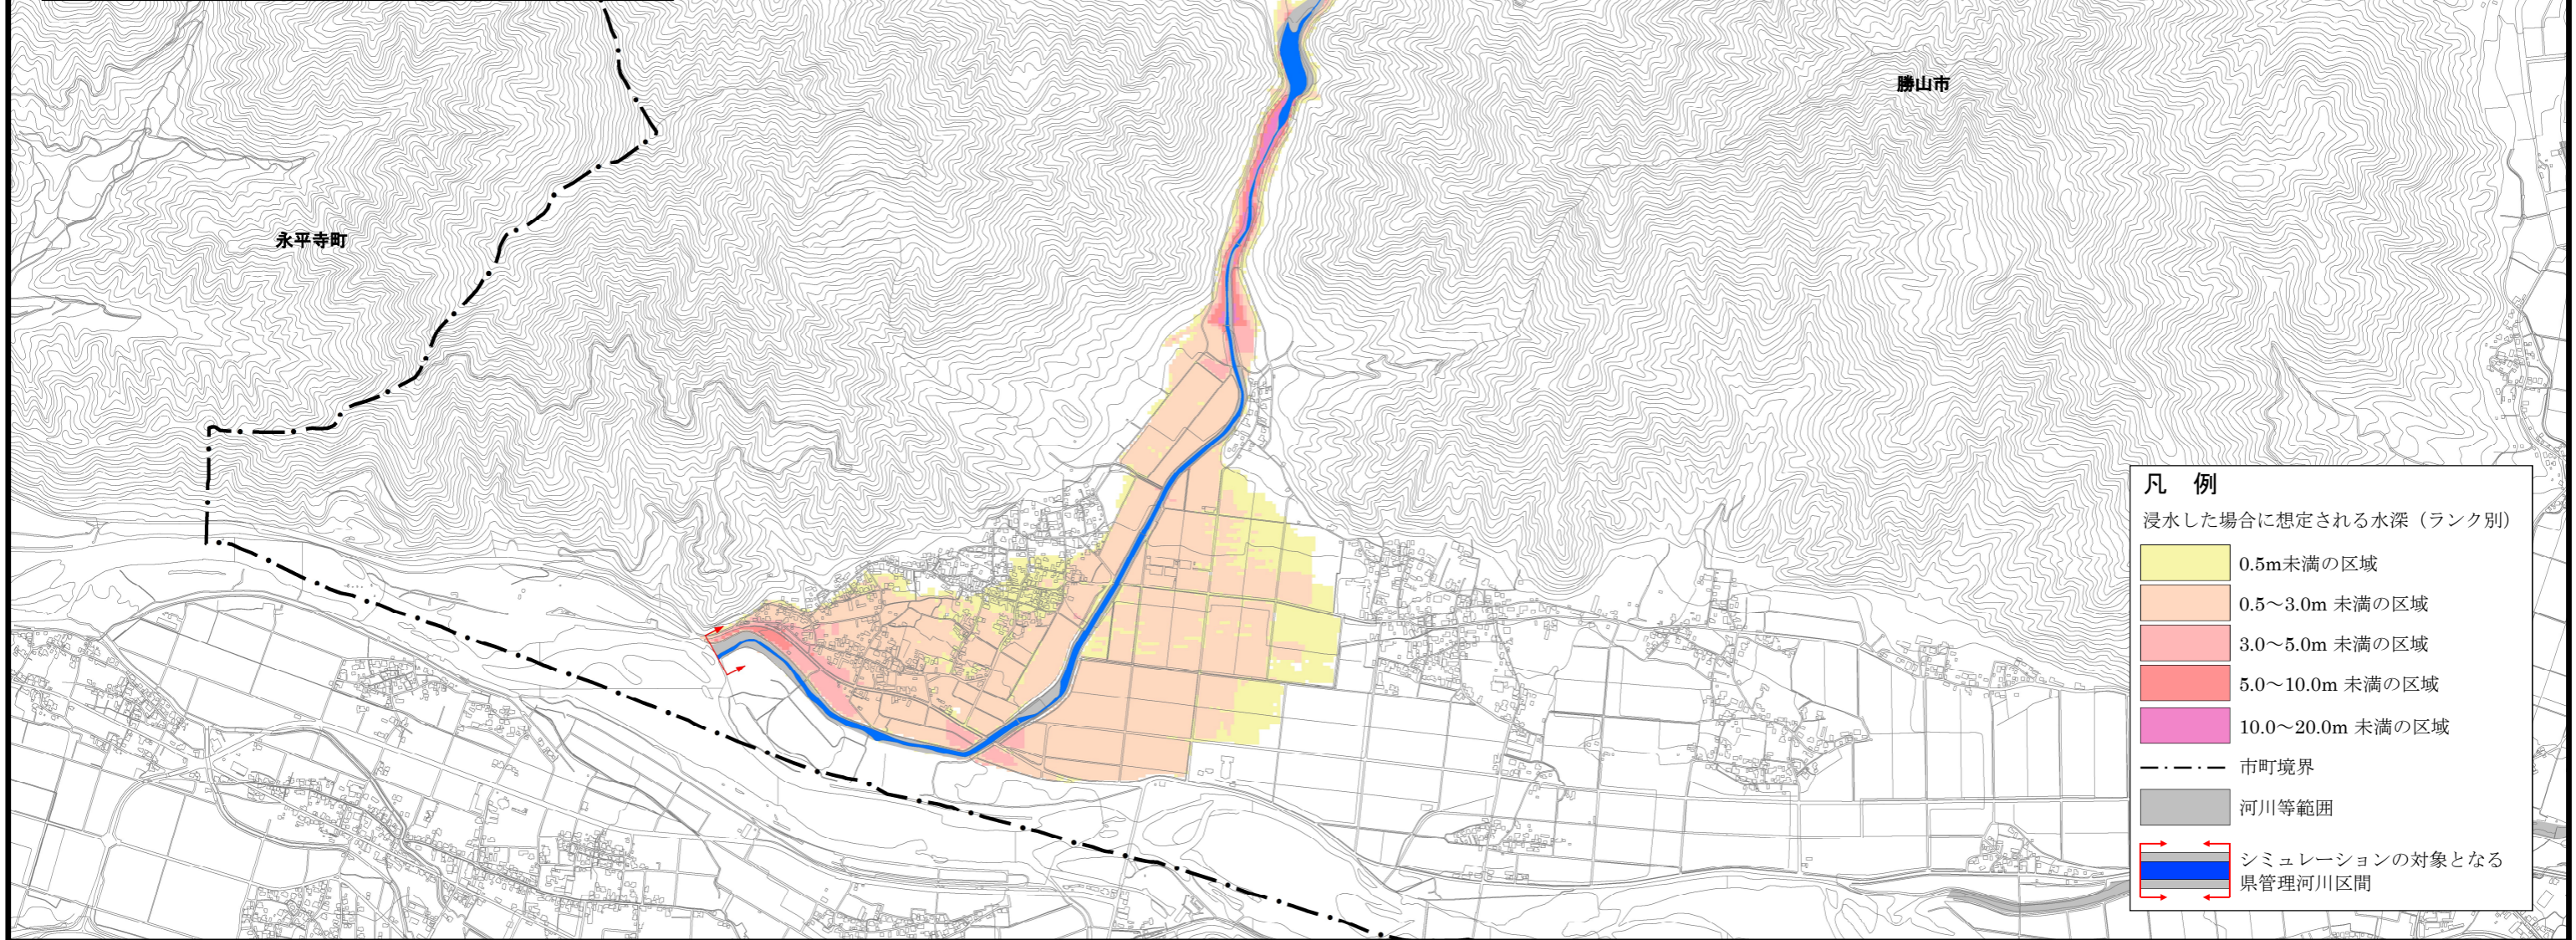 勝山市
永平寺町
凡 例
浸水した場合に想定される水深（ランク別）
0.5m未満の区域
0.5～3.0m 未満の区域
3.0～5.0m 未満の区域
5.0～10.0m 未満の区域
10.0～20.0m 未満の区域
市町境界
河川等範囲
シミュレーションの対象となる
県管理河川区間